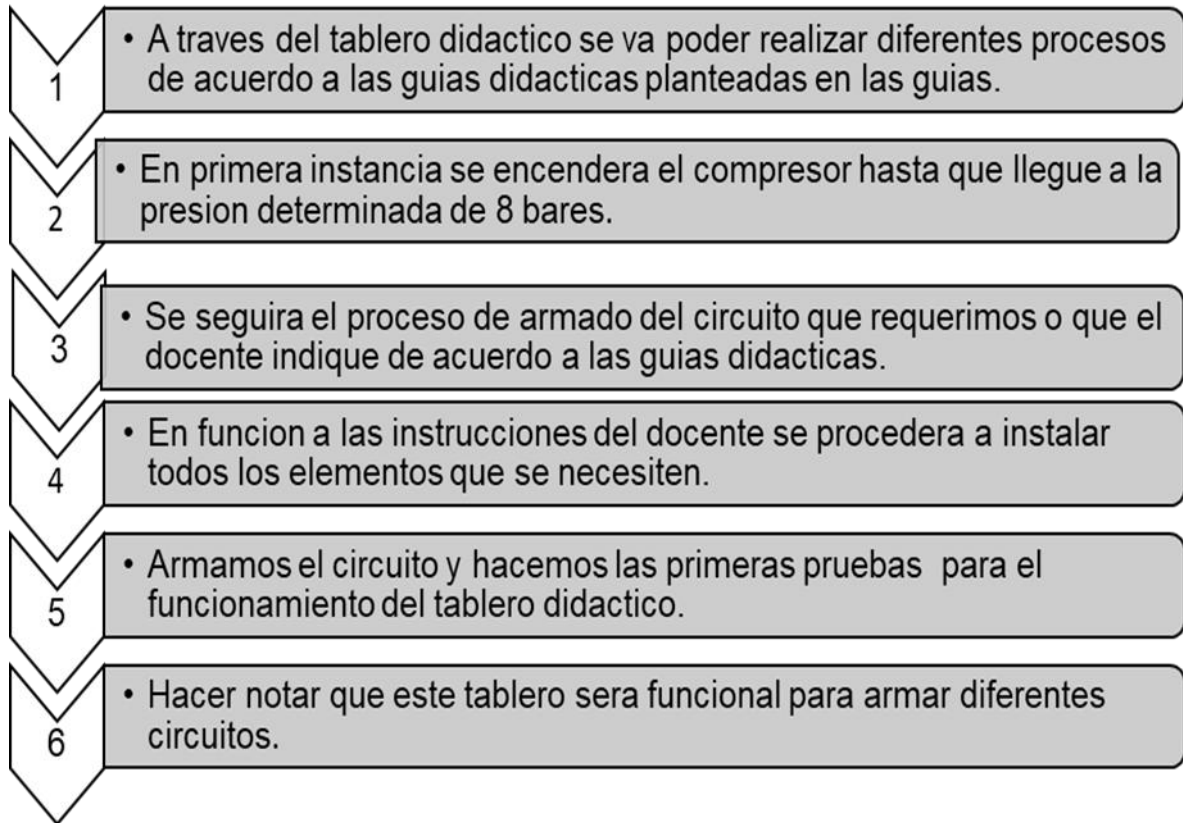 1
• A traves del tablero didactico se va poder realizar diferentes procesos
de acuerdo a las guias didacticas planteadas en las guias.
2
• En primera instancia se encendera el compresor hasta que llegue a la
presion determinada de 8 bares.
3
• Se seguira el proceso de armado del circuito que requerimos o que el
docente indique de acuerdo a las guias didacticas.
4
• En funcion a las instrucciones del docente se procedera a instalar
todos los elementos que se necesiten.
5
• Armamos el circuito y hacemos las primeras pruebas para el
funcionamiento del tablero didactico.
6
• Hacer notar que este tablero sera funcional para armar diferentes
circuitos.